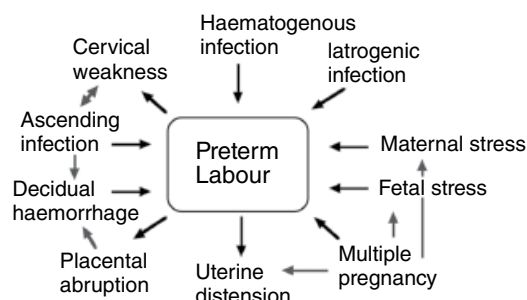 Haematogenous
infection
Cervical
weakness
Iatrogenic
infection
Ascending
infection
Preterm
Labour
Maternal stress
Decidual
haemorrhage
Fetal stress
Placental
abruption
Uterine
distension
Multiple
pregnancy